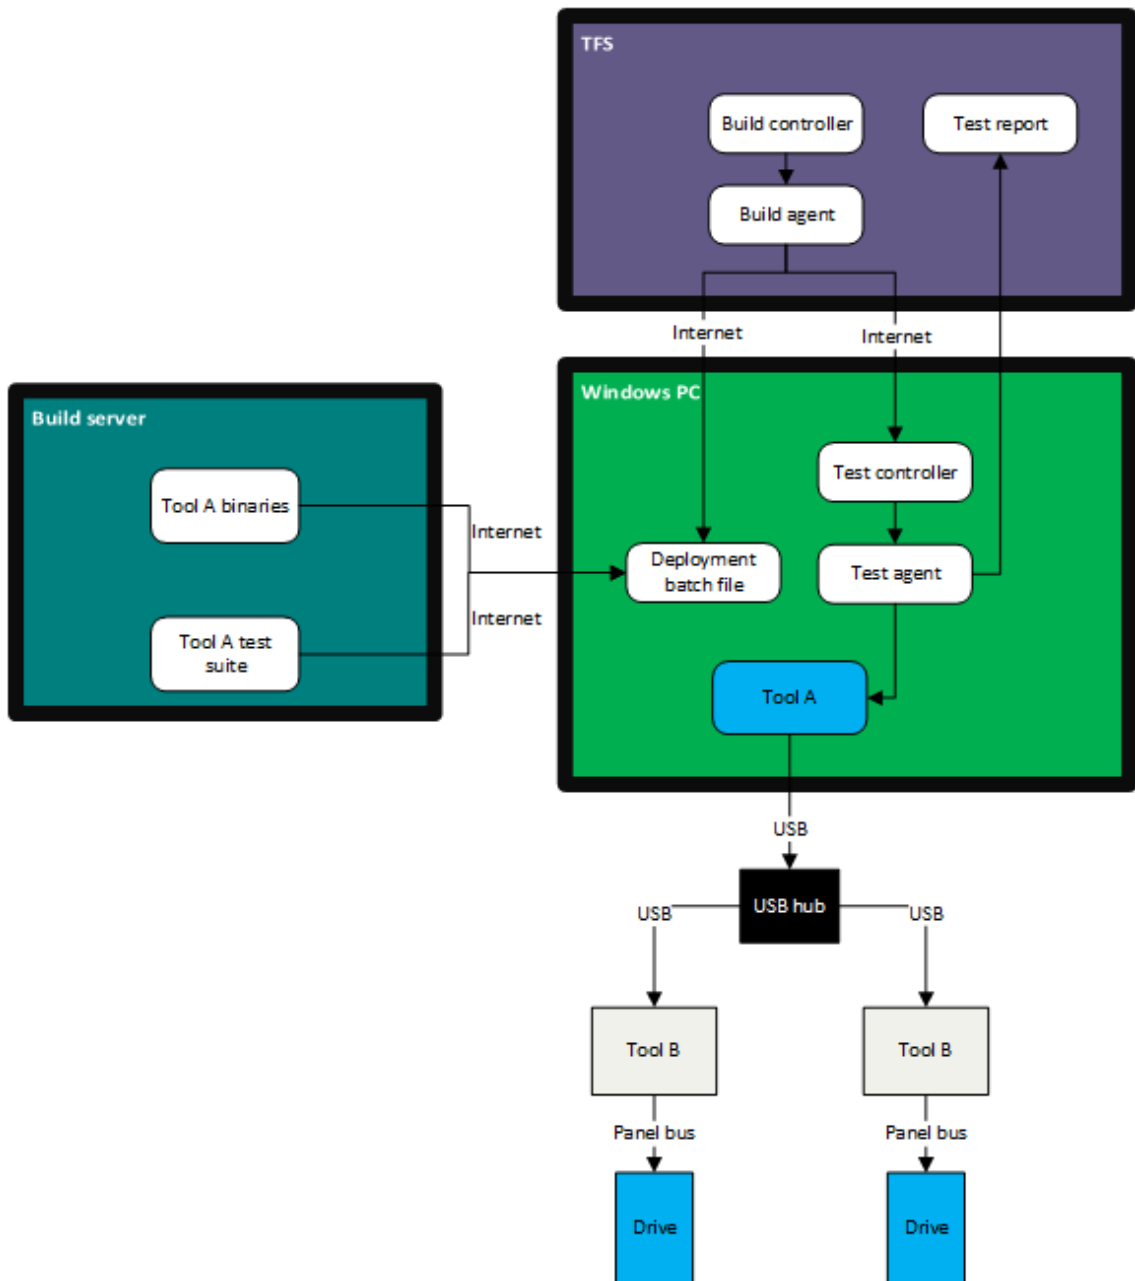 TFS
Build controller
Test report
Build agent
Internet
Internet
Windows PC
Build server
Test controller
Tool A binaries
Internet
Deployment
batch file
Test agent
Internet
Tool A test
suite
Tool A
USB
USB hub
USB
USB
Tool B
Tool B
Panel bus
Panel bus
Drive
Drive